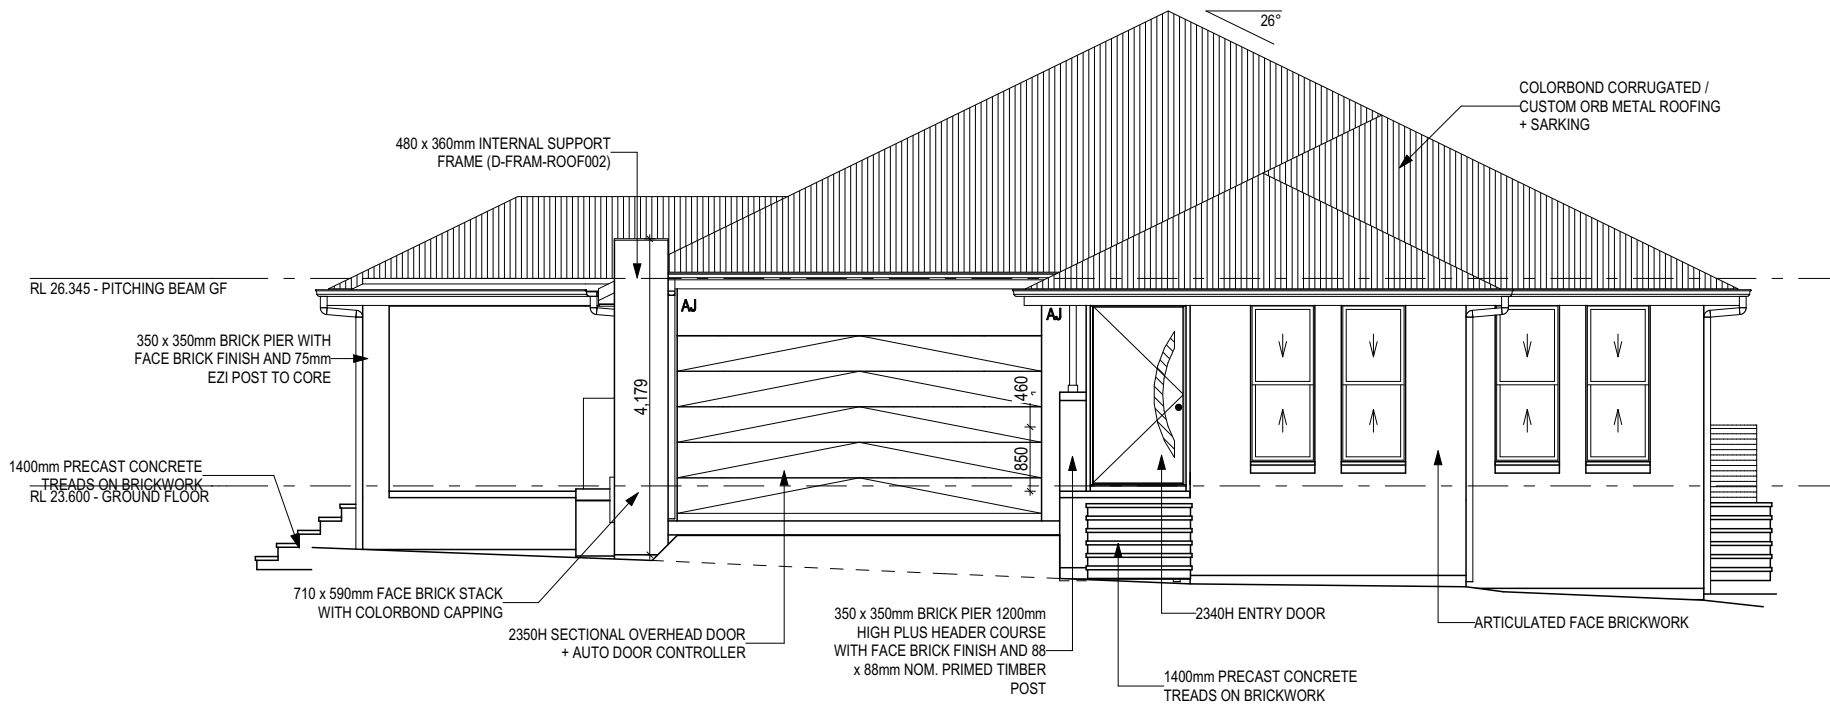 26°
COLORBOND CORRUGATED /
CUSTOM ORB METAL ROOFING
+ SARKING
480 x 360mm INTERNAL SUPPORT
FRAME (D-FRAM-ROOF002)
RL 26.345 - PITCHING BEAM GF
AJ
AJ
350 x 350mm BRICK PIER WITH
FACE BRICK FINISH AND 75mm
EZI POST TO CORE
4,179
460
850
1400mm PRECAST CONCRETE
TREADS ON BRICKWORK
RL 23.600 - GROUND FLOOR
710 x 590mm FACE BRICK STACK
WITH COLORBOND CAPPING
2350H SECTIONAL OVERHEAD DOOR
+ AUTO DOOR CONTROLLER
350 x 350mm BRICK PIER 1200mm
HIGH PLUS HEADER COURSE
WITH FACE BRICK FINISH AND 88
x 88mm NOM. PRIMED TIMBER
POST
2340H ENTRY DOOR
ARTICULATED FACE BRICKWORK
1400mm PRECAST CONCRETE
TREADS ON BRICKWORK